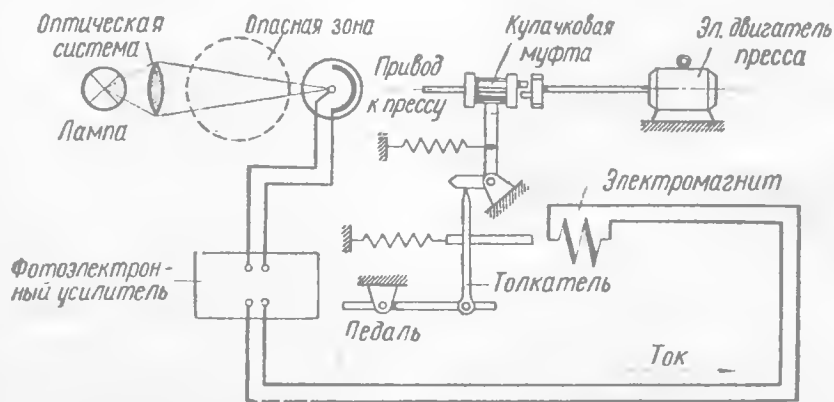 Оптическая
система
Опасная зона
Лампа
Привод
к прессу
Кулачковая
муфта
Эл. двигатель
пресса
Электромагнит
Фотоэлектрон-
ный усилитель
Толкатель
Педаль
Ток